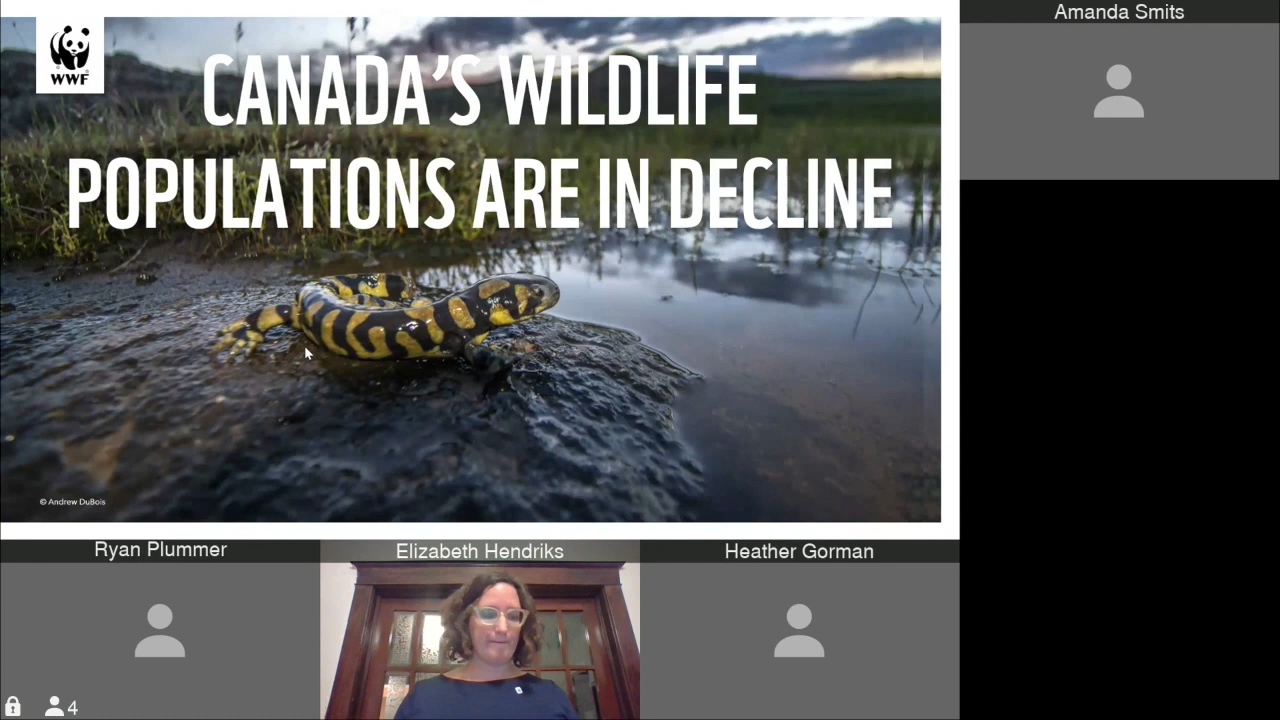 Amanda Smits
WWF
CANADA'S WILDLIFE
POPULATIONS ARE IN DECLINE
© Andrew DuBois
Ryan Plummer
Elizabeth Hendriks
Heather Gorman
4